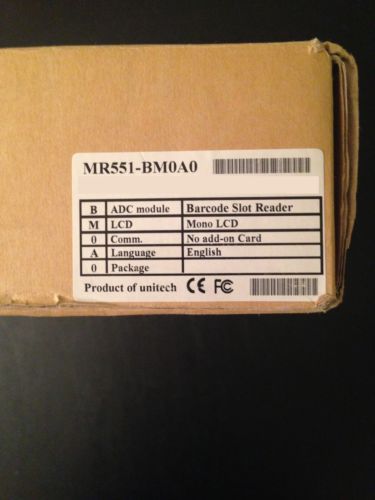 MR551-BM0A0
B ADC module Barcode Slot Reader
M LCD Mono LCD
0 Comm. No add-on Card
A Language English
0 Package
Product of unitech CE FC